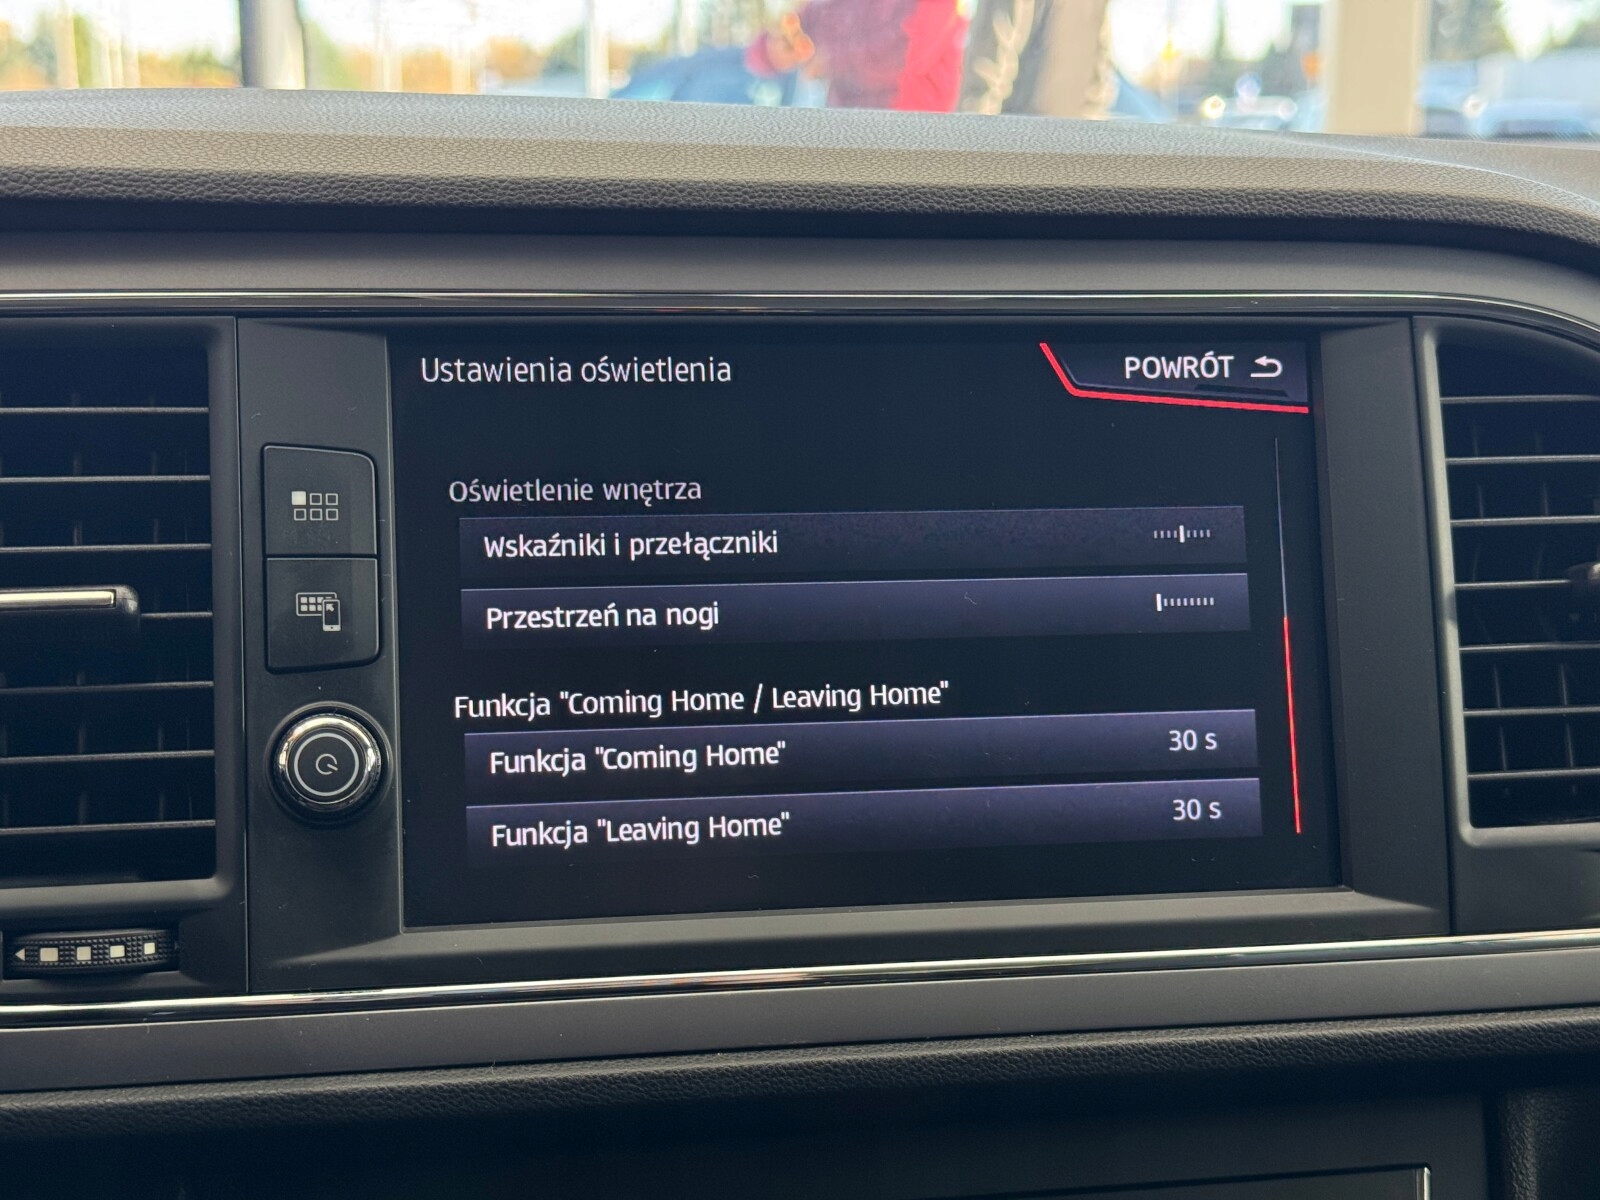 Ustawienia oświetlenia
POWRÓT
Oświetlenie wnętrza
Wskaźniki i przełączniki
Przestrzeń na nogi
Funkcja "Coming Home / Leaving Home"
Funkcja "Coming Home" 30 s
Funkcja "Leaving Home" 30 s